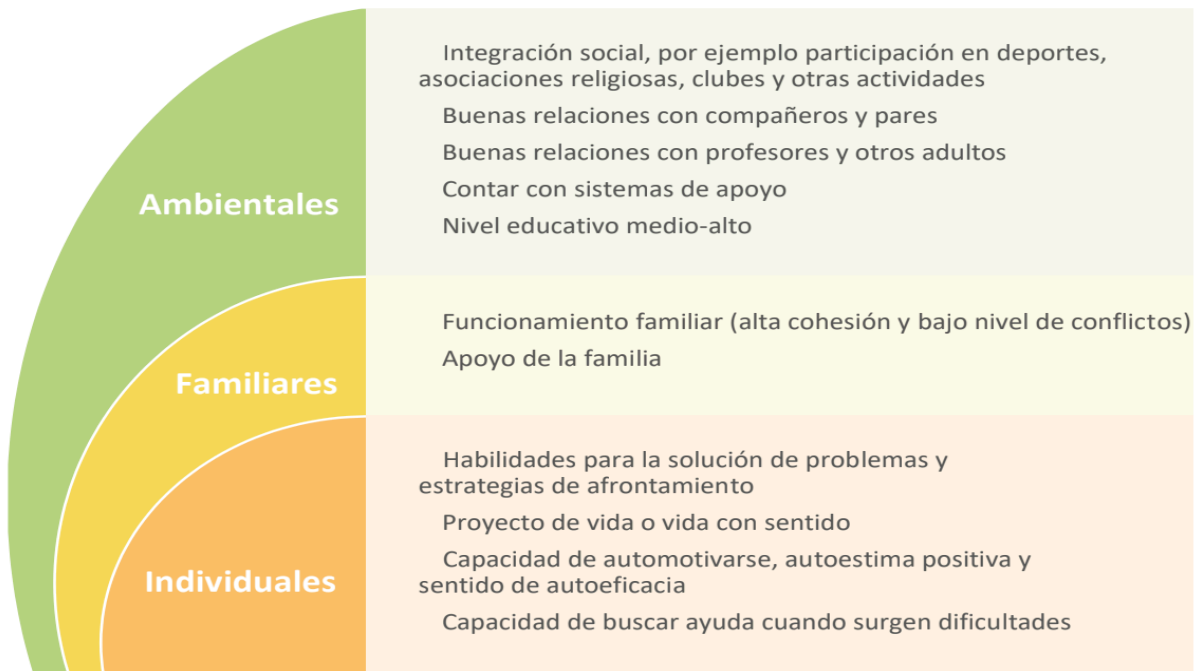 Ambientales
Integración social, por ejemplo participación en deportes,
asociaciones religiosas, clubes y otras actividades
Buenas relaciones con compañeros y pares
Buenas relaciones con profesores y otros adultos
Contar con sistemas de apoyo
Nivel educativo medio-alto
Familiares
Funcionamiento familiar (alta cohesión y bajo nivel de conflictos)
Apoyo de la familia
Individuales
Habilidades para la solución de problemas y
estrategias de afrontamiento
Proyecto de vida o vida con sentido
Capacidad de automotivarse, autoestima positiva y
sentido de autoeficacia
Capacidad de buscar ayuda cuando surgen dificultades